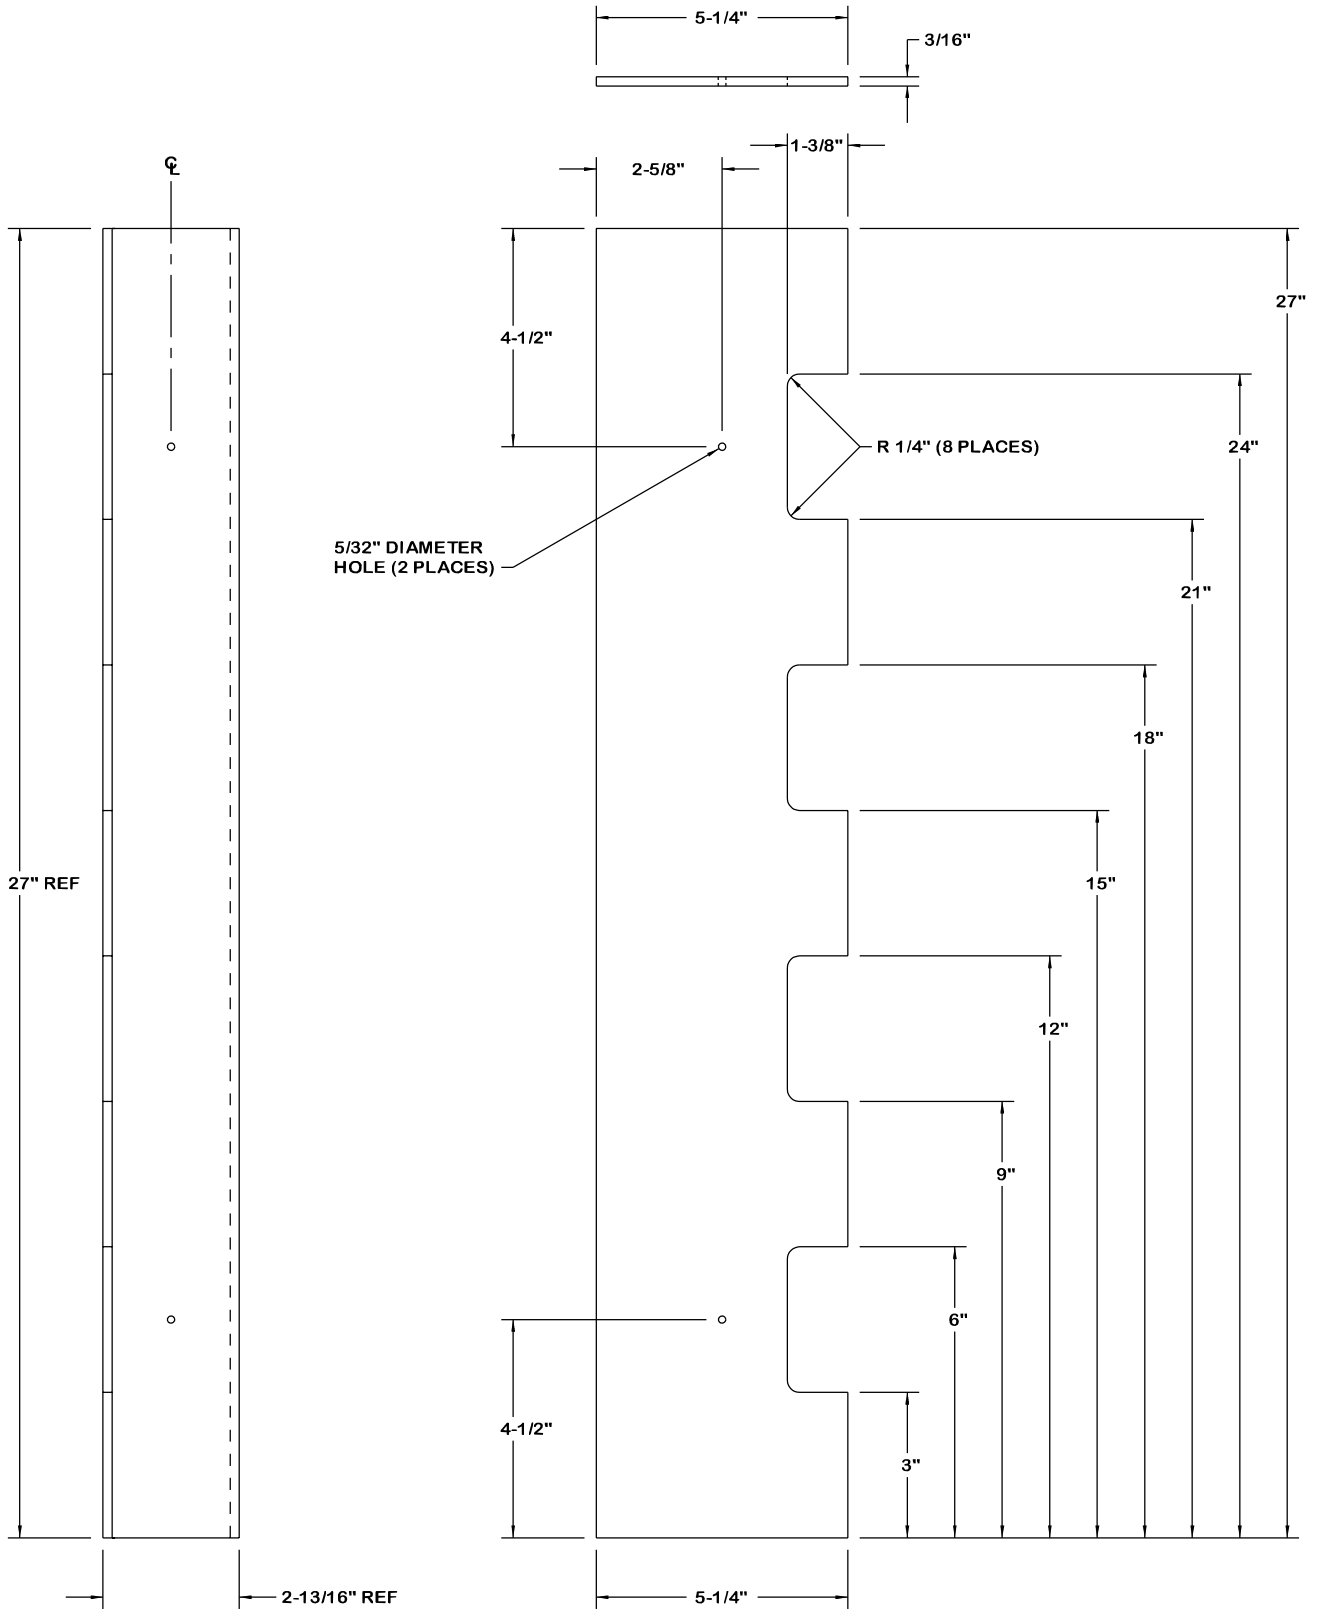 5-1/4"
3/16"
1-3/8"
2-5/8"
CL
4-1/2"
27"
R 1/4" (8 PLACES)
24"
5/32" DIAMETER
HOLE (2 PLACES)
21"
18"
27" REF
15"
12"
9"
6"
4-1/2"
3"
2-13/16" REF
5-1/4"